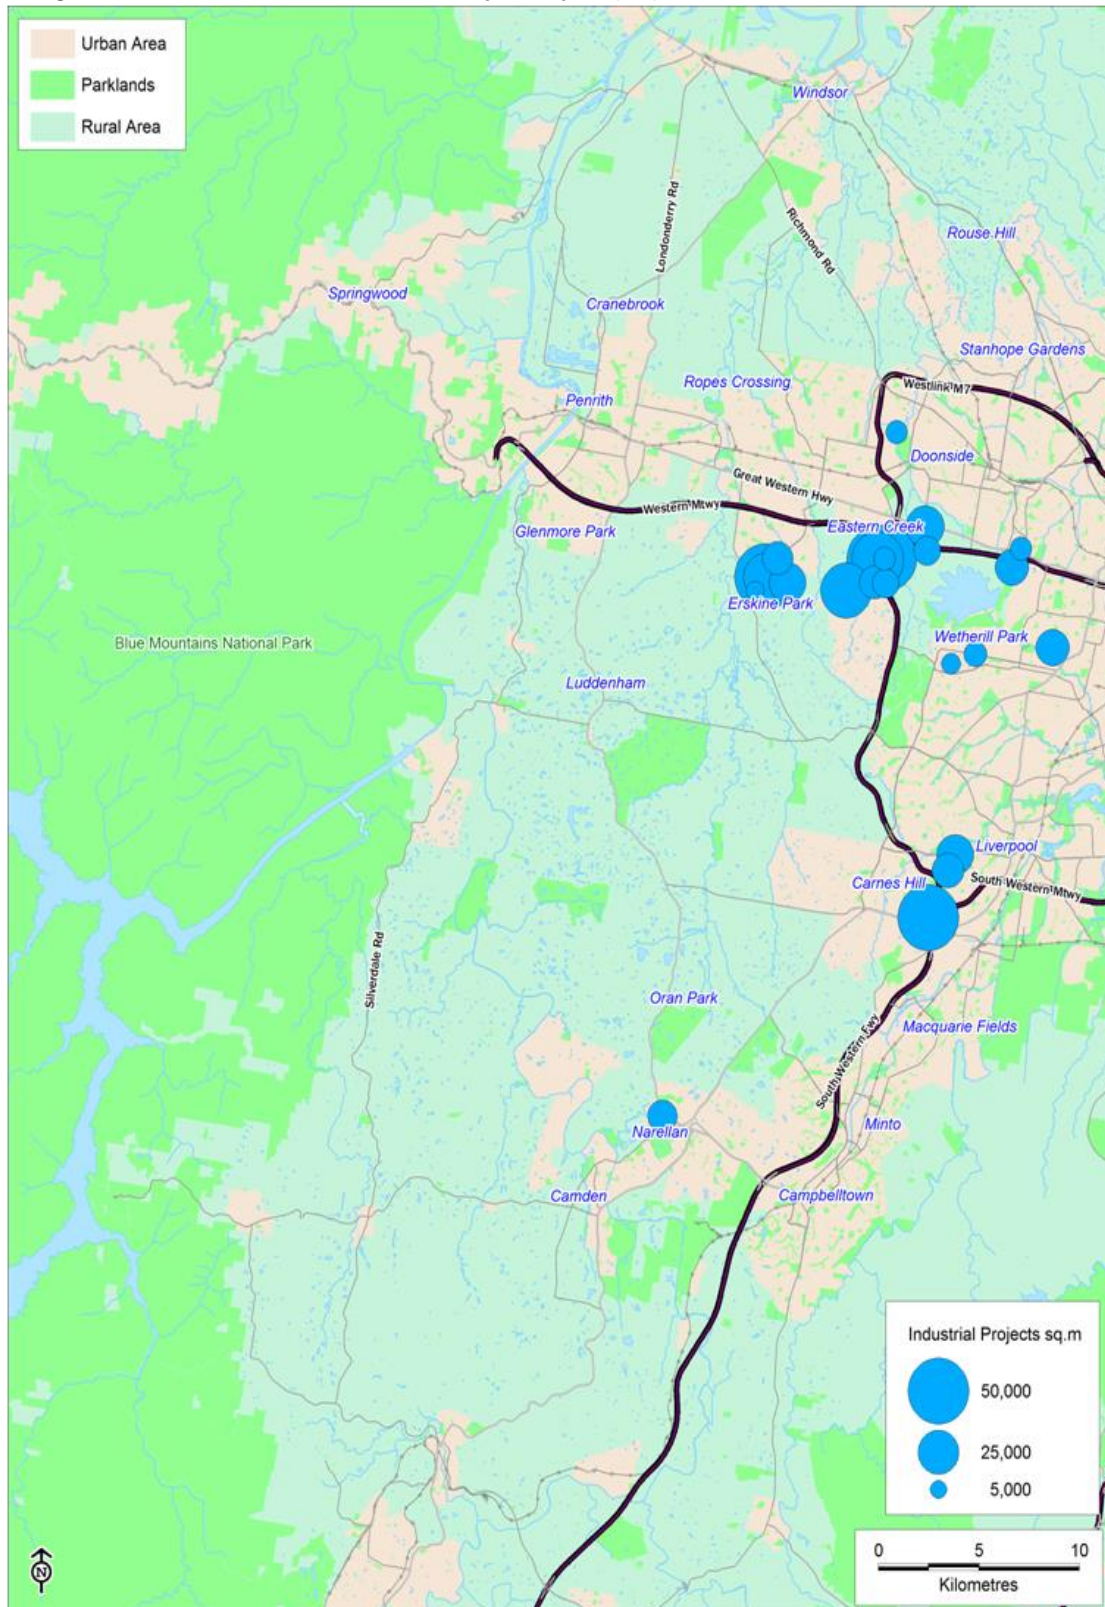 Urban Area
Parklands
Rural Area
Windsor
Londonderry Rd
Richmond Rd
Rouse Hill
Springwood
Cranebrook
Stanhope Gardens
Ropes Crossing
Westlink M7
Penrith
Doonside
Great Western Hwy
Western Mtwy
Glenmore Park
Eastern Creek
Erskine Park
Blue Mountains National Park
Wetherill Park
Luddenham
Liverpool
Carnes Hill
South Western Mtwy
Silverdale Rd
Oran Park
Macquarie Fields
South Western Fwy
Narellan
Minto
Camden
Campbelltown
Industrial Projects sq.m
50,000
25,000
5,000
0 5 10
Kilometres
N